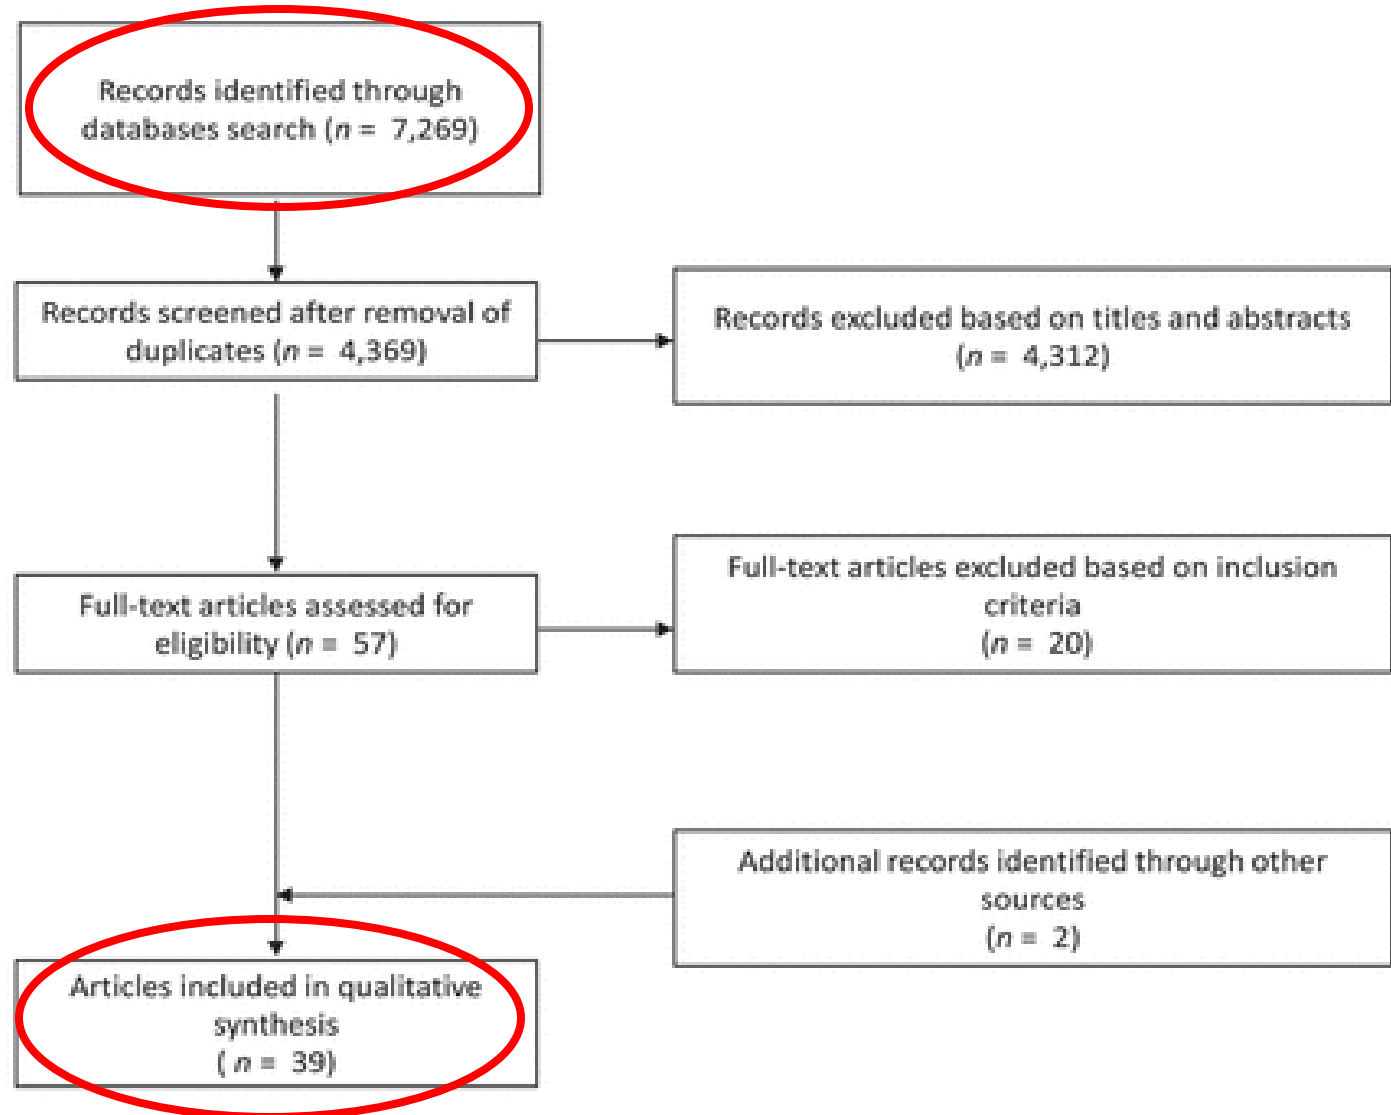 Records identified through
databases search (n = 7,269)
Records screened after removal of
duplicates (n = 4,369)
Records excluded based on titles and abstracts
(n = 4,312)
Full-text articles assessed for
eligibility (n = 57)
Full-text articles excluded based on inclusion
criteria
(n = 20)
Additional records identified through other
sources
(n = 2)
Articles included in qualitative
synthesis
( n = 39)